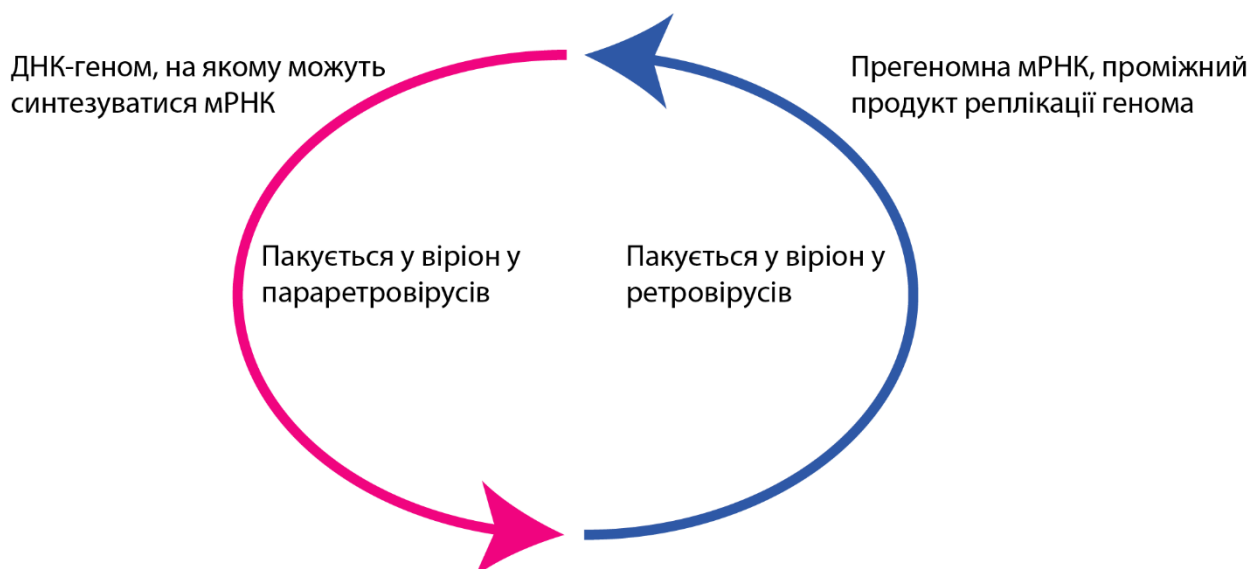 ДНК-геном, на якому можуть
синтезуватися мРНК
Прегеномна мРНК, проміжний
продукт реплікації генома
Пакується у віріон у
параретровірусів
Пакується у віріон у
ретровірусів